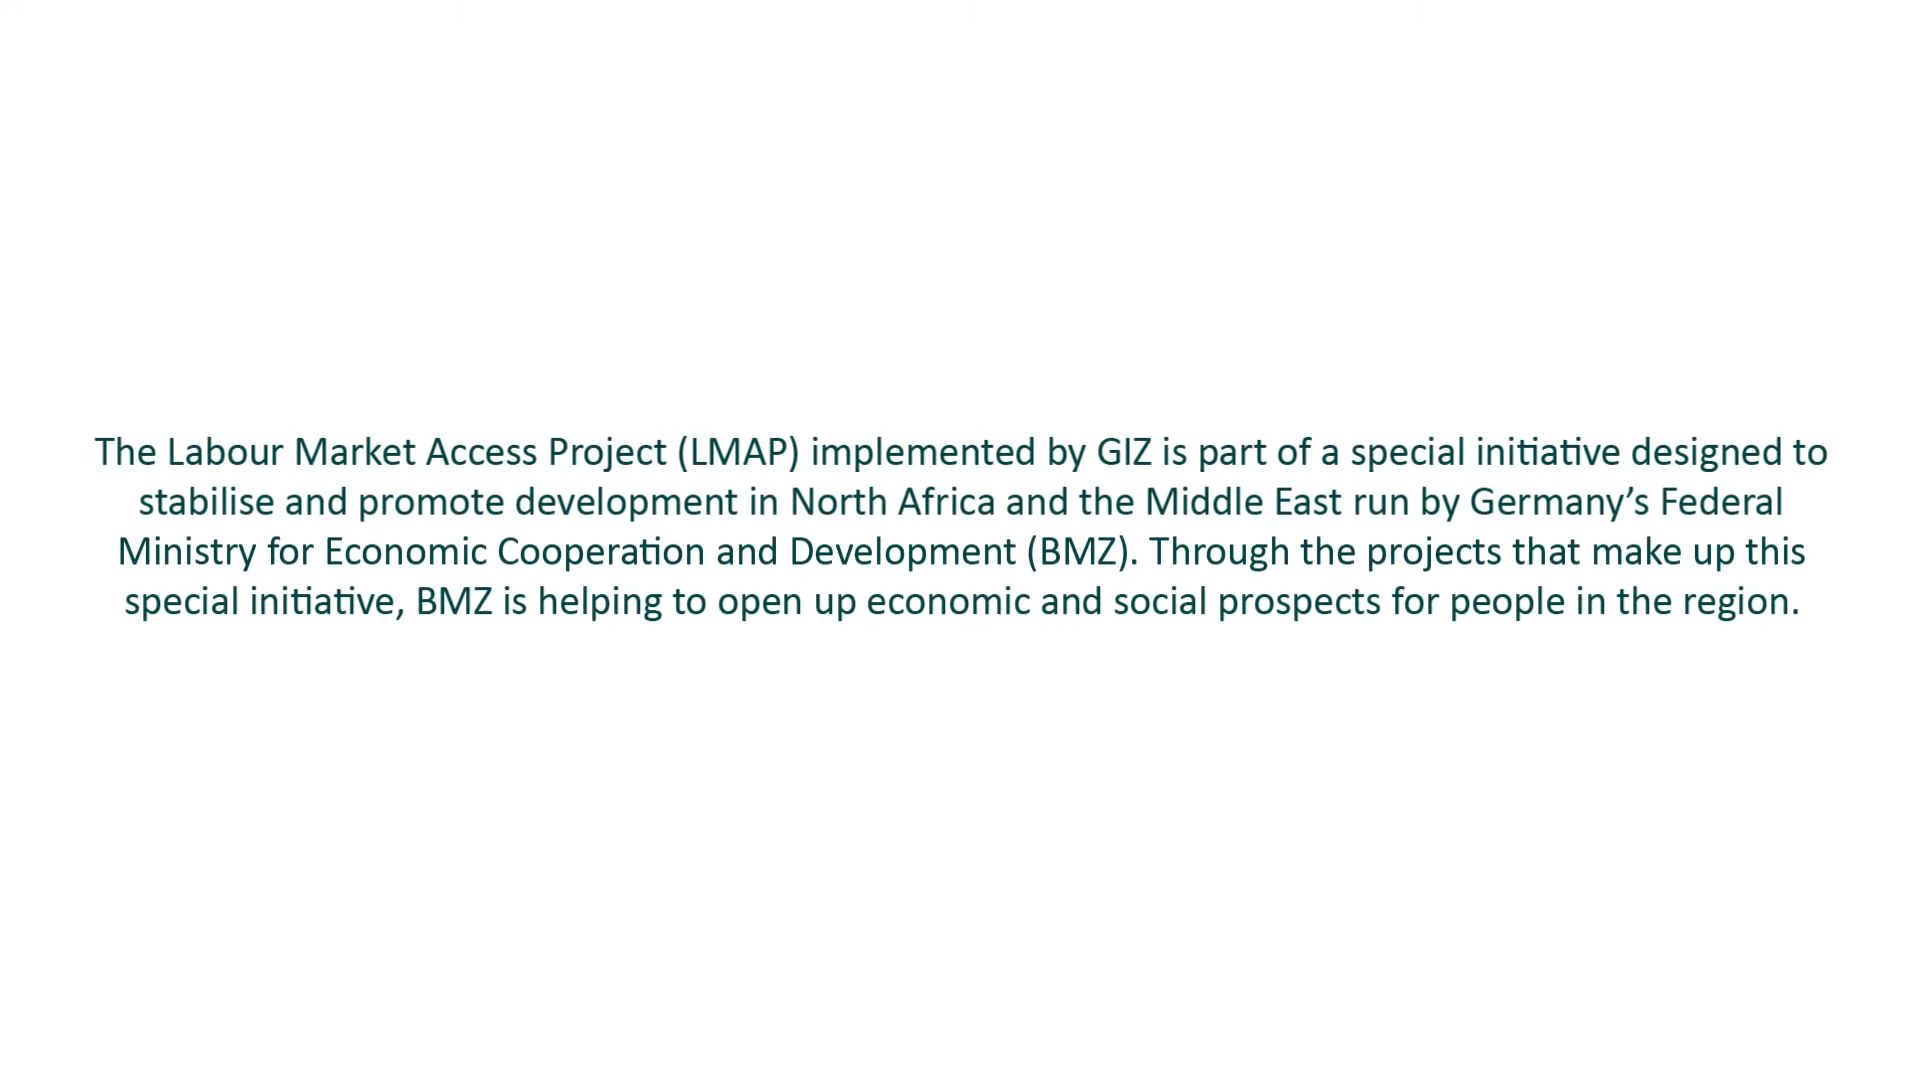 The Labour Market Access Project (LMAP) implemented by GIZ is part of a special initiative designed to
stabilise and promote development in North Africa and the Middle East run by Germany’s Federal
Ministry for Economic Cooperation and Development (BMZ). Through the projects that make up this
special initiative, BMZ is helping to open up economic and social prospects for people in the region.